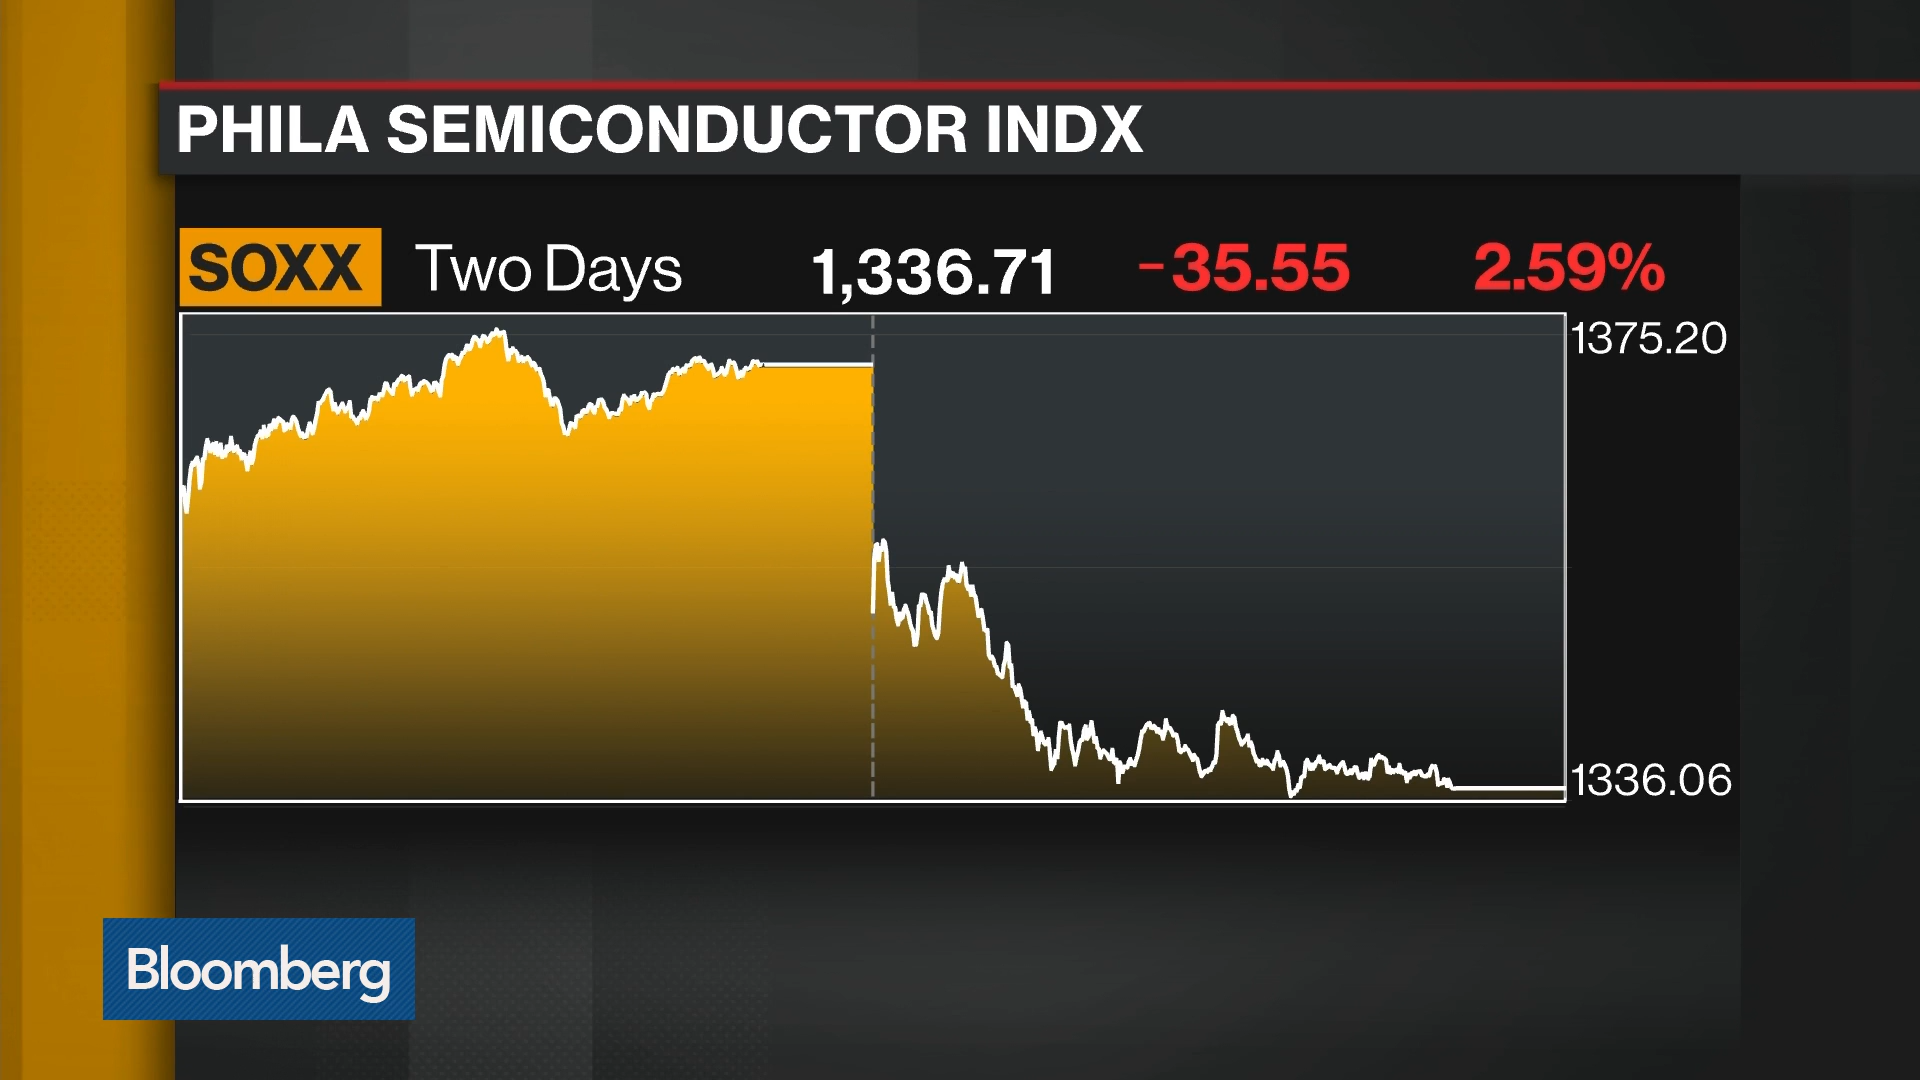 PHILA SEMICONDUCTOR INDX
SOXX Two Days 1,336.71 -35.55 2.59%
1375.20
1336.06
Bloomberg